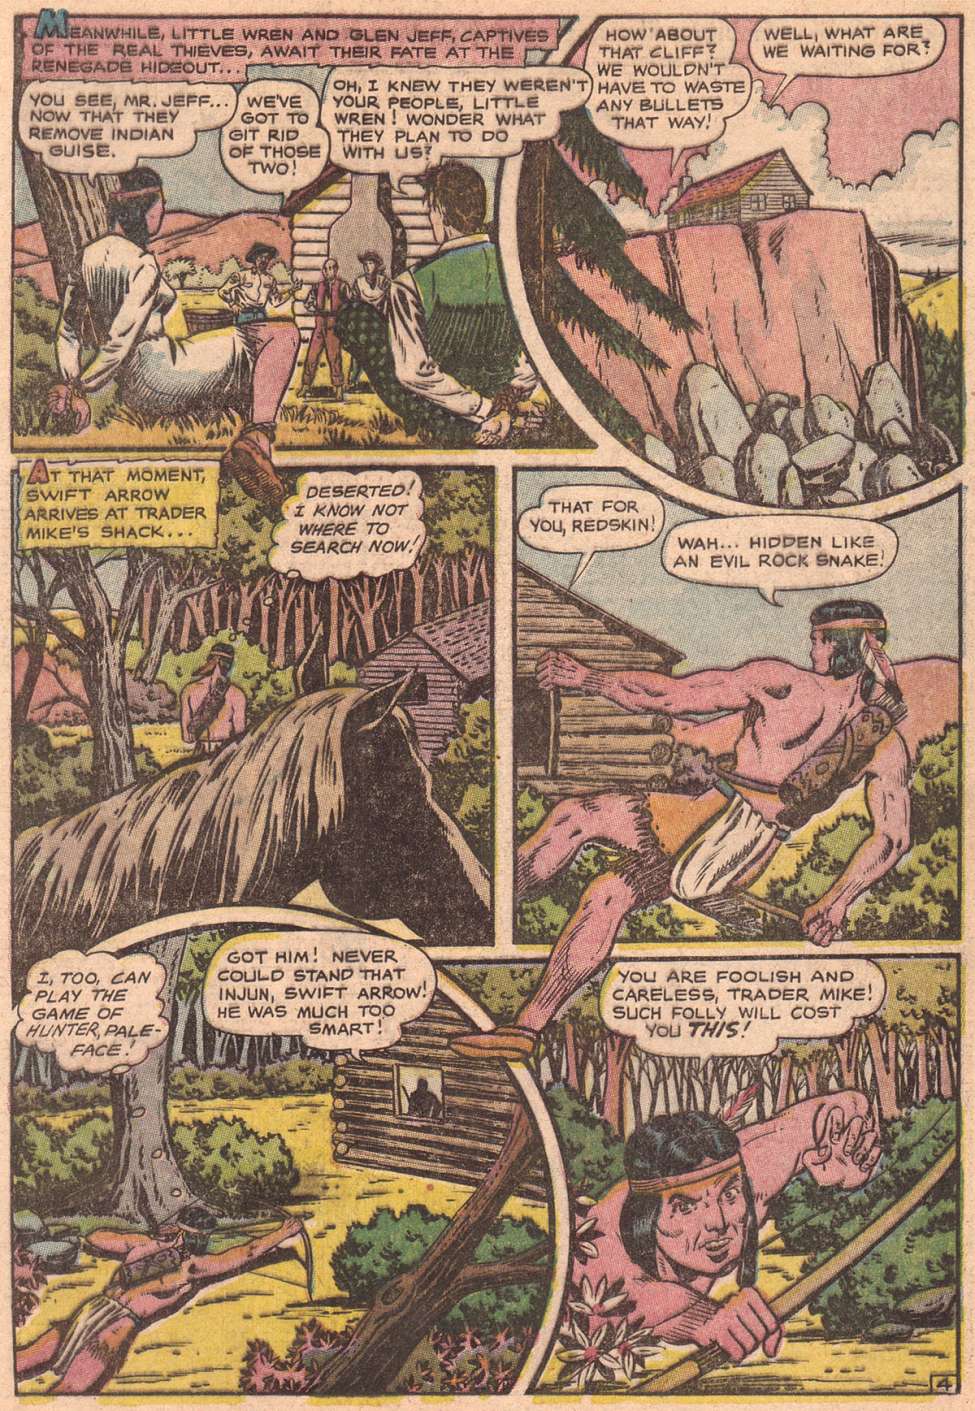 MEANWHILE, LITTLE WREN AND GLEN JEFF, CAPTIVES
OF THE REAL THIEVES, AWAIT THEIR FATE AT THE
RENEGADE HIDEOUT...
YOU SEE, MR. JEFF...
NOW THAT THEY
REMOVE INDIAN
GUISE.
WE'VE
GOT TO
GIT RID
OF THOSE
TWO!
OH, I KNEW THEY WEREN'T
YOUR PEOPLE, LITTLE
WREN! WONDER WHAT
THEY PLAN TO DO
WITH US?
HOW ABOUT
THAT CLIFF?
WE WOULDN'T
HAVE TO WASTE
ANY BULLETS
THAT WAY!
WELL, WHAT ARE
WE WAITING FOR?
AT THAT MOMENT,
SWIFT ARROW
ARRIVES AT TRADER
MIKE'S SHACK...
DESERTED!
I KNOW NOT
WHERE TO
SEARCH NOW!
THAT FOR
YOU, REDSKIN!
WAH... HIDDEN LIKE
AN EVIL ROCK SNAKE!
I, TOO, CAN
PLAY THE
GAME OF
HUNTER, PALE-
FACE!
GOT HIM! NEVER
COULD STAND THAT
INJUN, SWIFT ARROW!
HE WAS MUCH TOO
SMART!
YOU ARE FOOLISH AND
CARELESS, TRADER MIKE!
SUCH FOLLY WILL COST
YOU THIS!
4